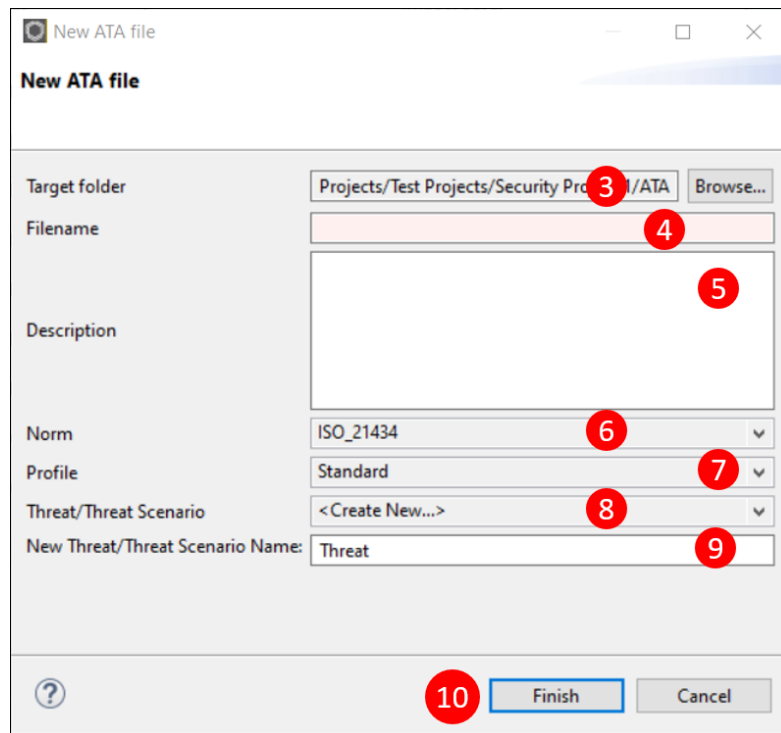 New ATA file
New ATA file
Target folder Projects/Test Projects/Security Pro 3 1/ATA Browse...
Filename 4
5
Description
Norm ISO_21434 6
Profile Standard 7
Threat/Threat Scenario <Create New...> 8
New Threat/Threat Scenario Name: Threat 9
? 10 Finish Cancel